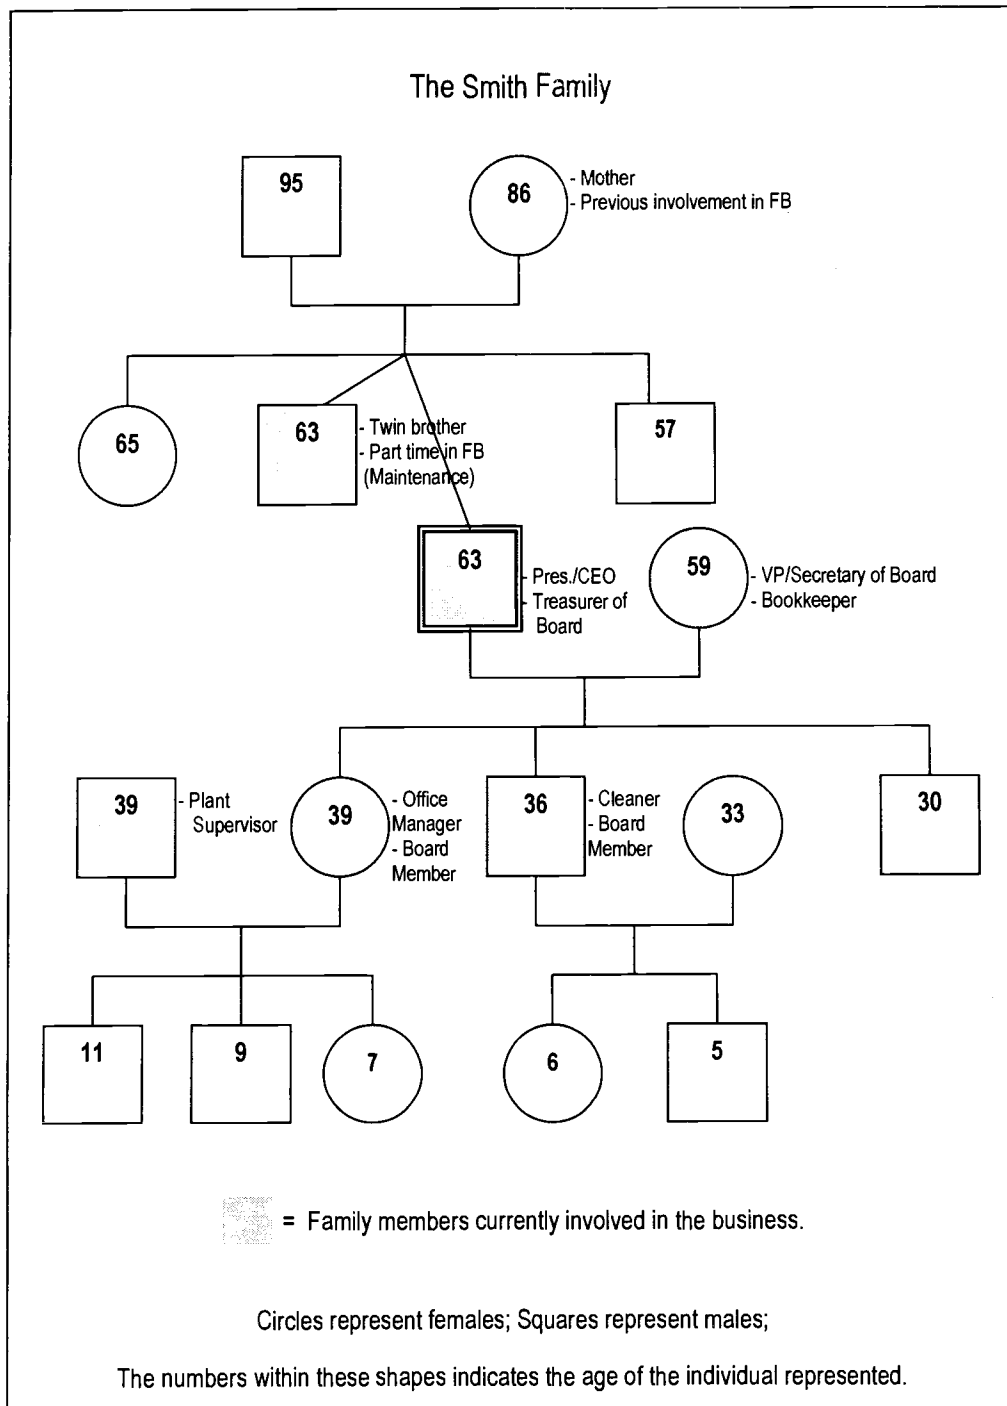 The Smith Family
95
86
- Mother
- Previous involvement in FB
65
63
- Twin brother
- Part time in FB
(Maintenance)
57
63
- Pres./CEO
- Treasurer of
Board
59
- VP/Secretary of Board
- Bookkeeper
39
- Plant
Supervisor
39
- Office
Manager
- Board
Member
36
- Cleaner
- Board
Member
33
30
11
9
7
6
5
= Family members currently involved in the business.
Circles represent females; Squares represent males;
The numbers within these shapes indicates the age of the individual represented.